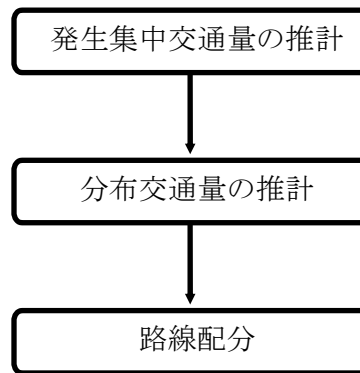 発生集中交通量の推計
分布交通量の推計
路線配分